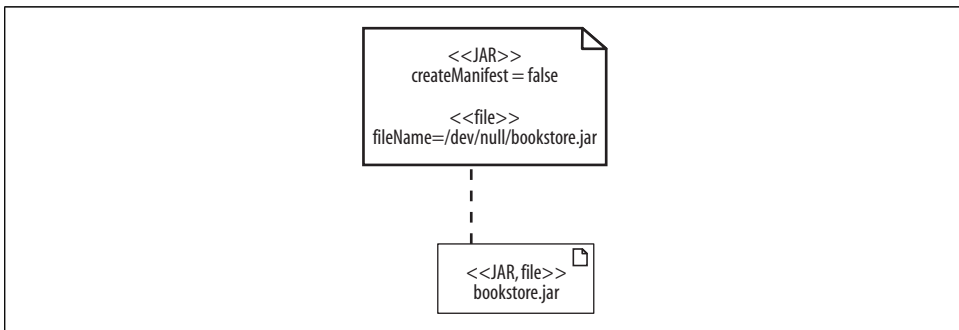 <<JAR>>
createManifest = false
<<file>>
fileName=/dev/null/bookstore.jar
<<JAR, file>>
bookstore.jar